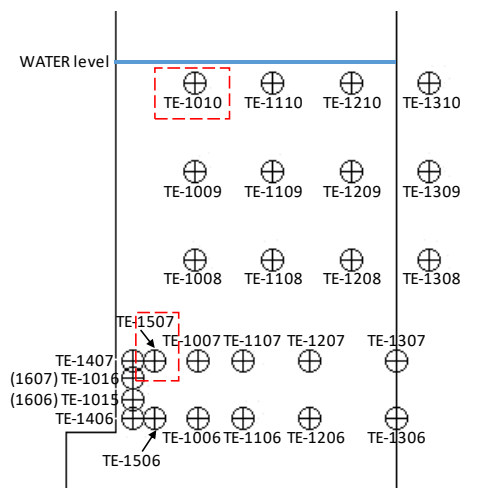 WATER level
TE-1010 TE-1110 TE-1210 TE-1310
TE-1009 TE-1109 TE-1209 TE-1309
TE-1008 TE-1108 TE-1208 TE-1308
TE-1507
TE-1007 TE-1107 TE-1207 TE-1307
TE-1407
(1607) TE-1016
(1606) TE-1015
TE-1406
TE-1006 TE-1106 TE-1206 TE-1306
TE-1506